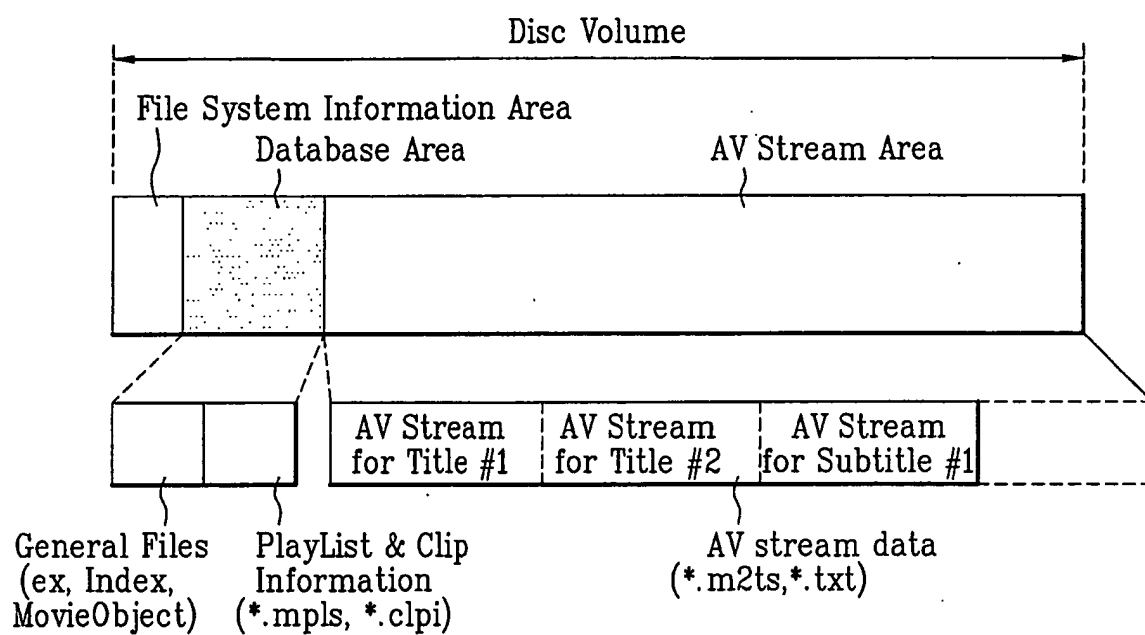 Disc Volume
File System Information Area
Database Area
AV Stream Area
AV Stream
for Title #1
AV Stream
for Title #2
AV Stream
for Subtitle #1
General Files
(ex, Index,
MovieObject)
PlayList & Clip
Information
(*.mpls, *.clpi)
AV stream data
(*.m2ts,*.txt)